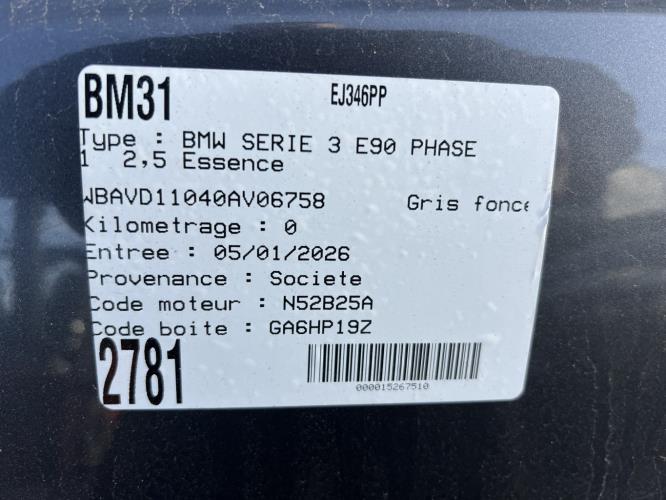 BM31 EJ346PP
Type : BMW SERIE 3 E90 PHASE
1 2,5 Essence
WBAVD11040AV06758 Gris fonce
Kilometrage : 0
Entree : 05/01/2026
Provenance : Societe
Code moteur : N52B25A
Code boite : GA6HP19Z
2781
000015267510